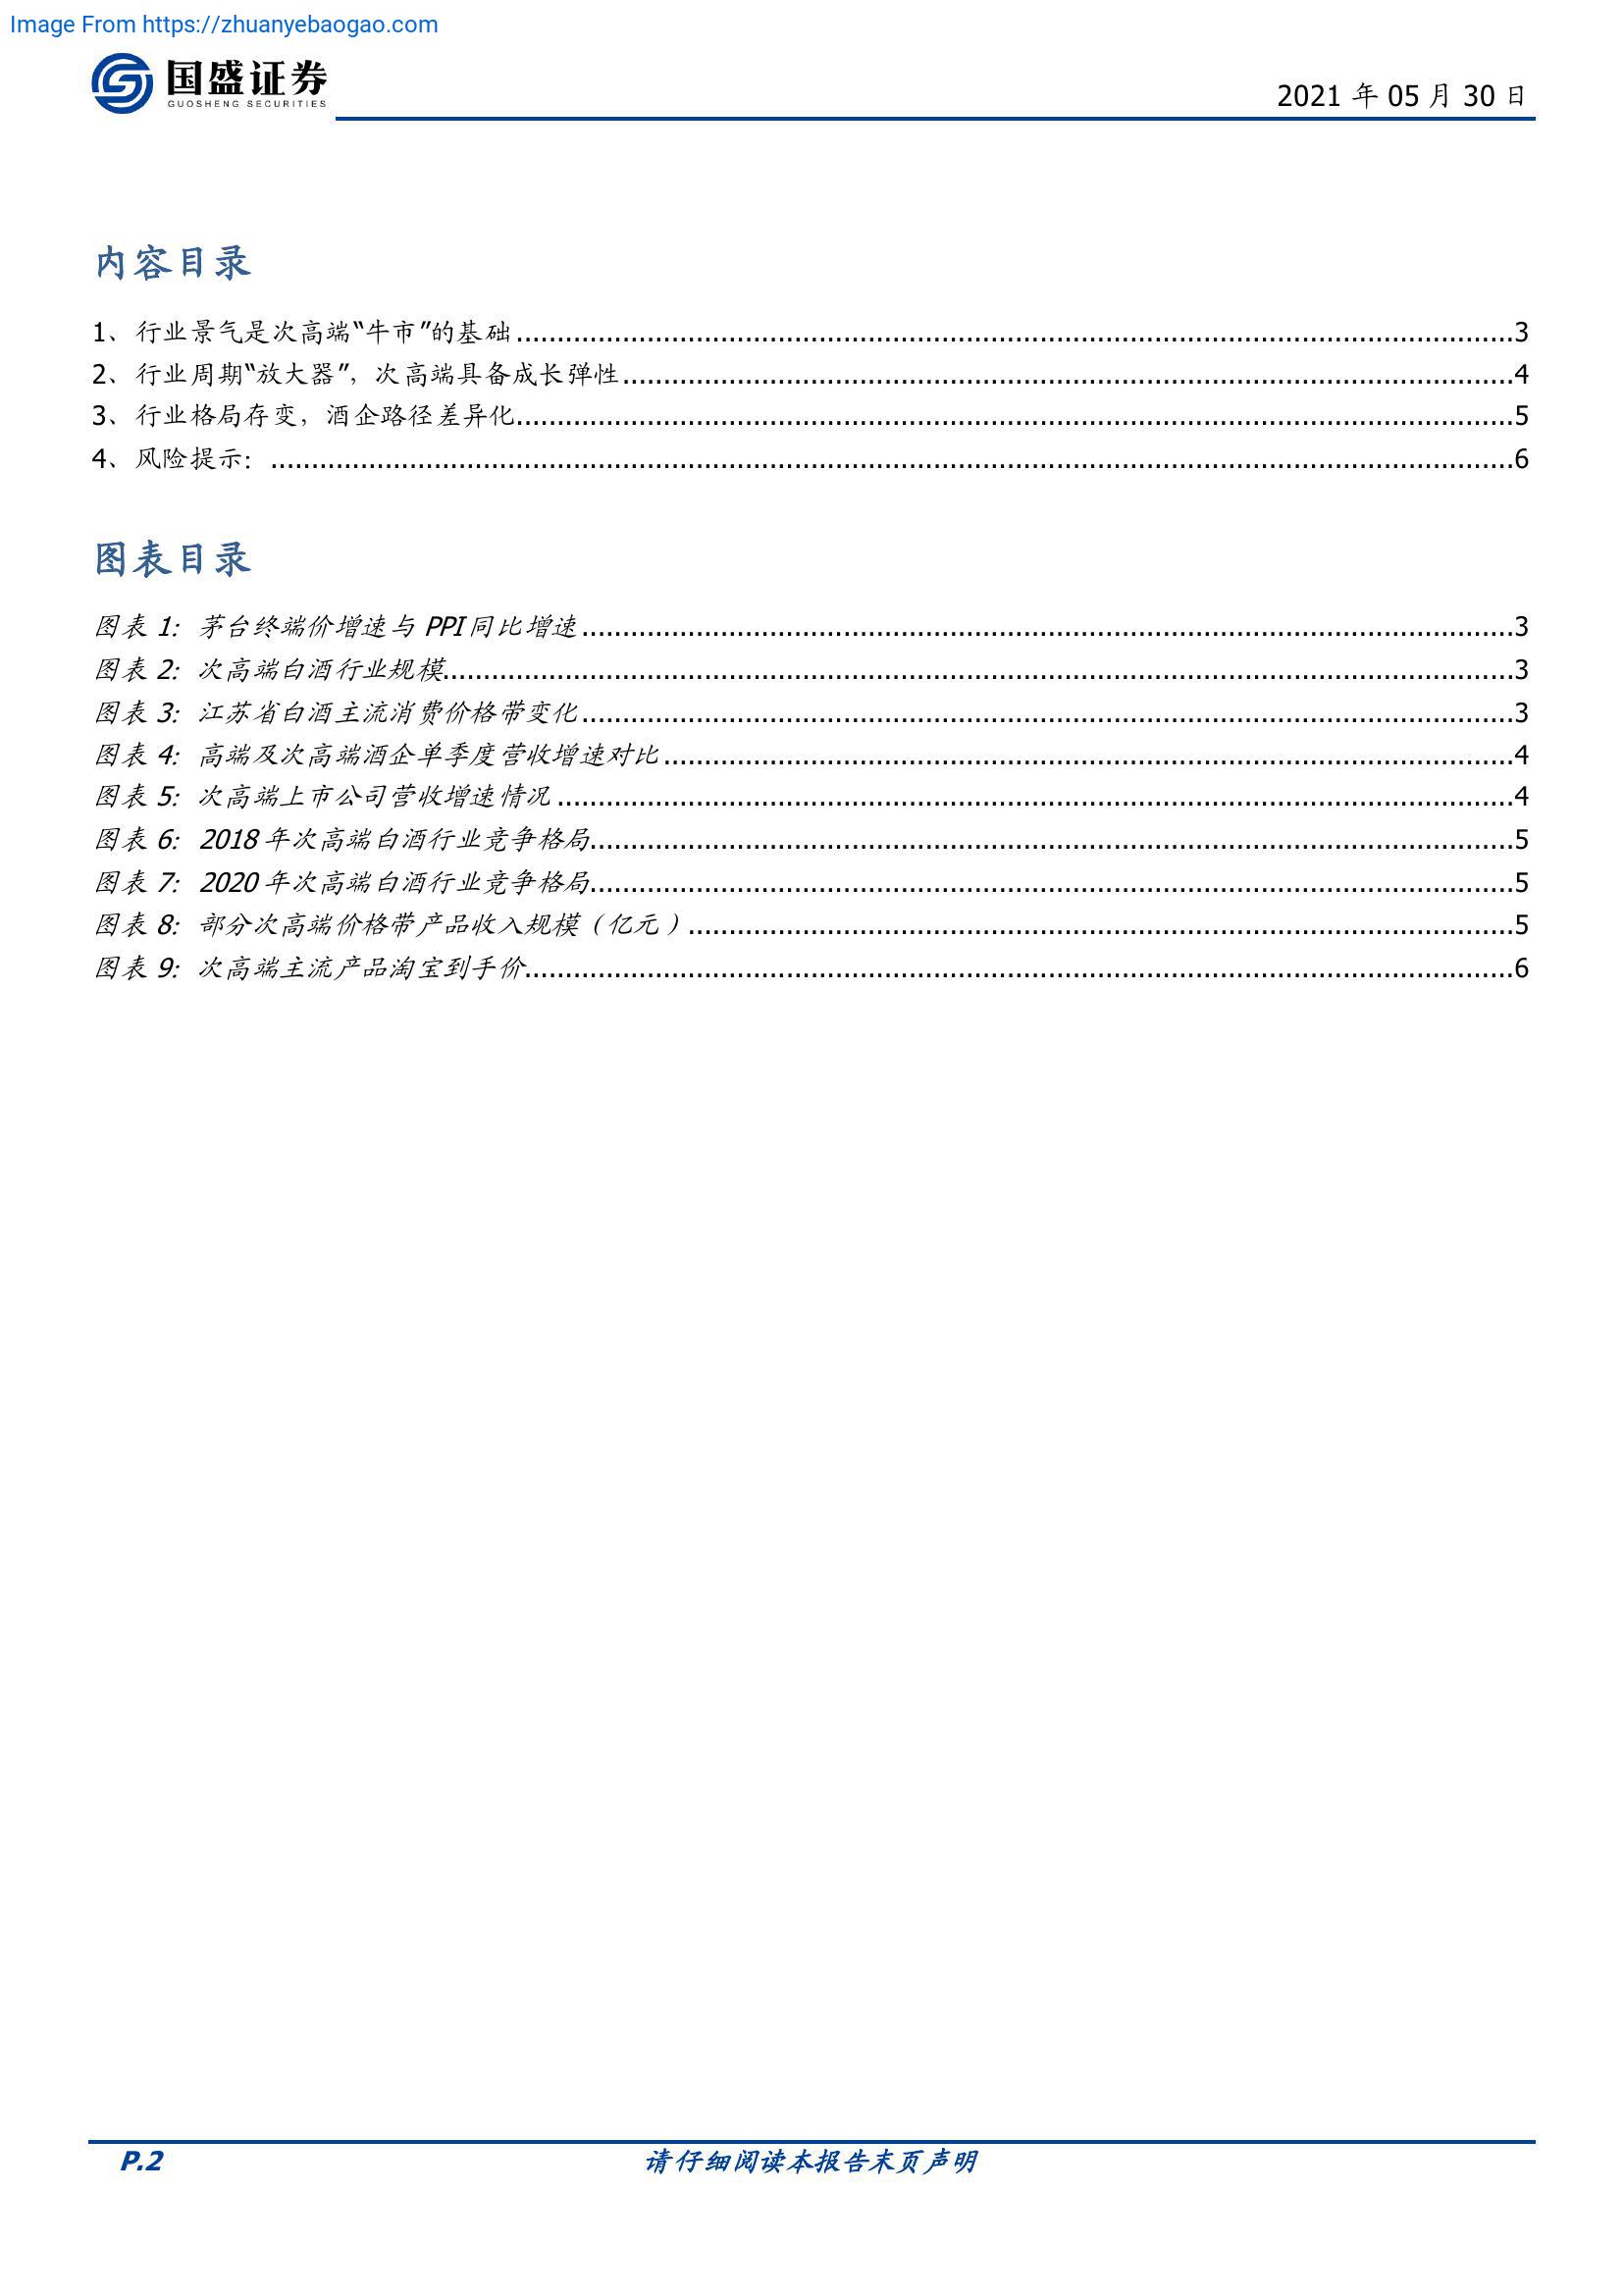 Image From https://zhuanyebaogao.com
国盛证券
GUOSHENG SECURITIES
2021 年 05 月 30 日
内容目录
1、行业景气是次高端“牛市”的基础........................3
2、行业周期“放大器”，次高端具备成长弹性........................4
3、行业格局存变，酒企路径差异化........................5
4、风险提示：........................6
图表目录
图表 1: 茅台终端价增速与 PPI 同比增速........................3
图表 2: 次高端白酒行业规模........................3
图表 3: 江苏省白酒主流消费价格带变化........................3
图表 4: 高端及次高端酒企单季度营收增速对比........................4
图表 5: 次高端上市公司营收增速情况........................4
图表 6: 2018 年次高端白酒行业竞争格局........................5
图表 7: 2020 年次高端白酒行业竞争格局........................5
图表 8: 部分次高端价格带产品收入规模（亿元）........................5
图表 9: 次高端主流产品淘宝到手价........................6
P.2
请仔细阅读本报告末页声明